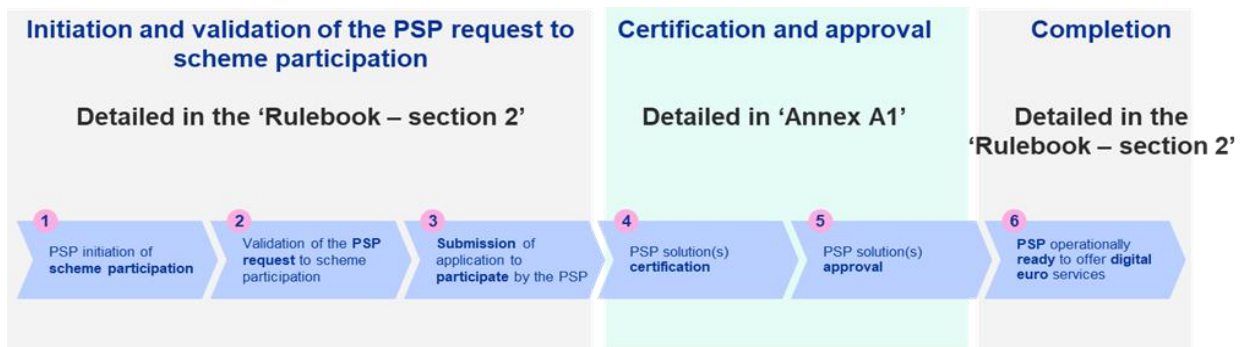 Initiation and validation of the PSP request to
scheme participation
Detailed in the ‘Rulebook – section 2’
Certification and approval
Detailed in ‘Annex A1’
Completion
Detailed in the
‘Rulebook – section 2’
1
PSP initiation of
scheme participation
2
Validation of the PSP
request to scheme
participation
3
Submission of
application to
participate by the PSP
4
PSP solution(s)
certification
5
PSP solution(s)
approval
6
PSP operationally
ready to offer digital
euro services